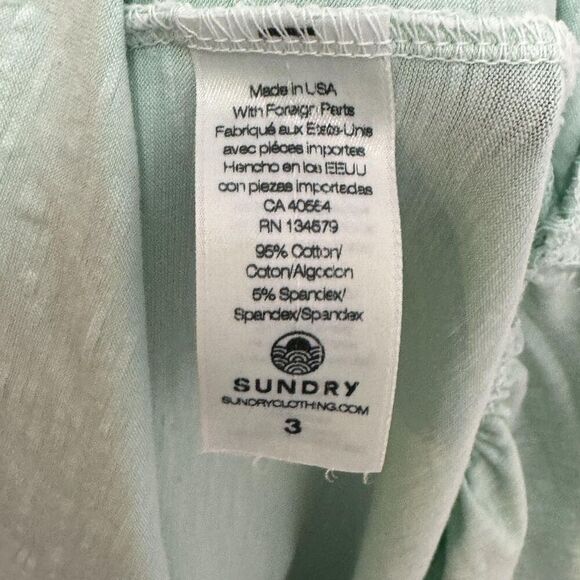 Made in USA
With Foreign Parts
Fabriqué aux Etats-Unis
avec pièces importes
Hencho en los EEUU
con piezas importadas
CA 40564
RN 134579
95% Cotton/
Coton/Algodon
5% Spandex/
Spandex/Spandex
SUNDRY
SUNDRYCLOTHING.COM
3